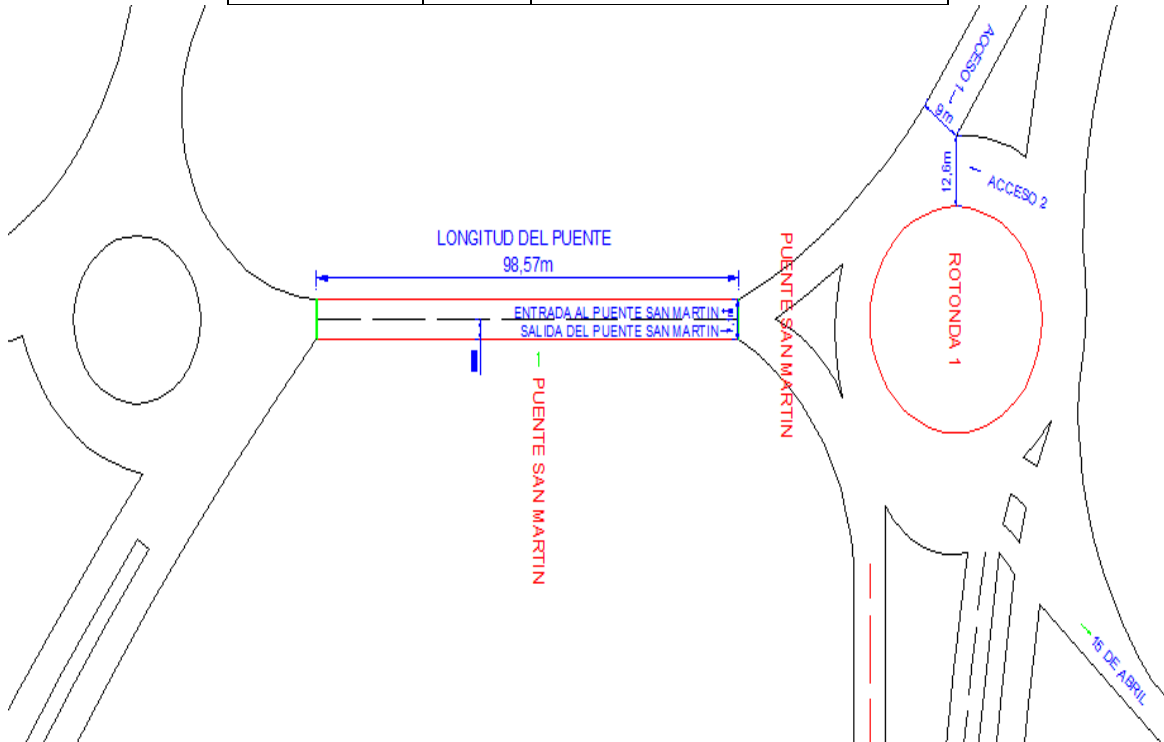 ACCESO 1
9m
12,6m
ACCESO 2
LONGITUD DEL PUENTE
98,57m
ENTRADA AL PUENTE SAN MARTIN
SALIDA DEL PUENTE SAN MARTIN
PUENTE SAN MARTIN
ROTONDA 1
PUENTE SAN MARTIN
15 DE ABRIL